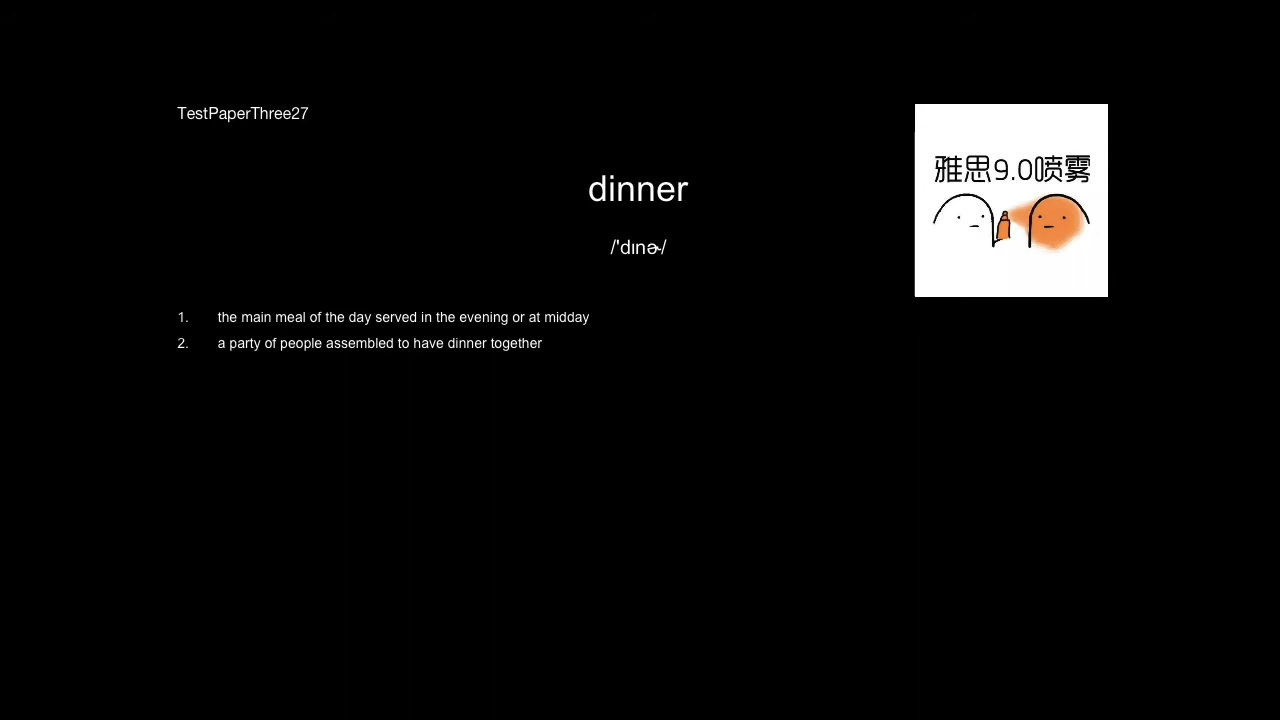 TestPaperThree27
雅思9.0喷雾
dinner
/'dɪnɚ/
1. the main meal of the day served in the evening or at midday
2. a party of people assembled to have dinner together